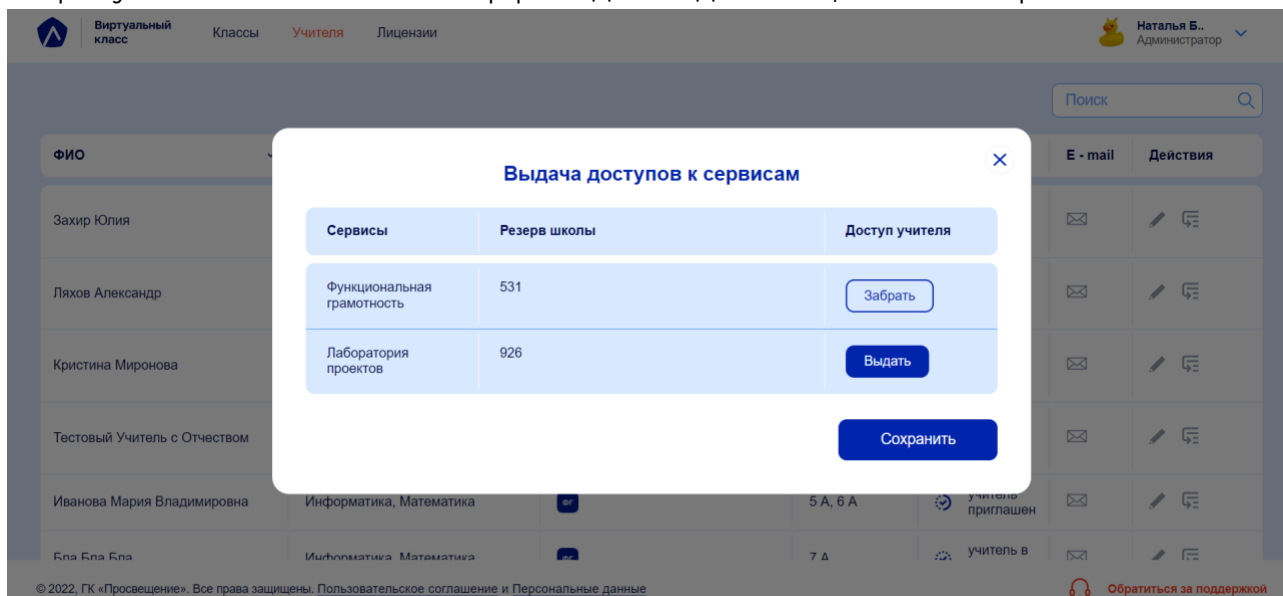 Виртуальный
класс
Классы
Учителя
Лицензии
Наталья Б..
Администратор
Поиск
ФИО
E - mail
Действия
Выдача доступов к сервисам
Сервисы
Резерв школы
Доступ учителя
Захир Юлия
Функциональная
грамотность
531
Забрать
Ляхов Александр
Лаборатория
проектов
926
Выдать
Кристина Миронова
Тестовый Учитель с Отчеством
Сохранить
Иванова Мария Владимировна
Информатика, Математика
ФГ
5 А, 6 А
учитель
приглашен
Бла Бла Бла
Информатика, Математика
ФГ
7 А
учитель в
© 2022, ГК «Просвещение». Все права защищены. Пользовательское соглашение и Персональные данные
Обратиться за поддержкой